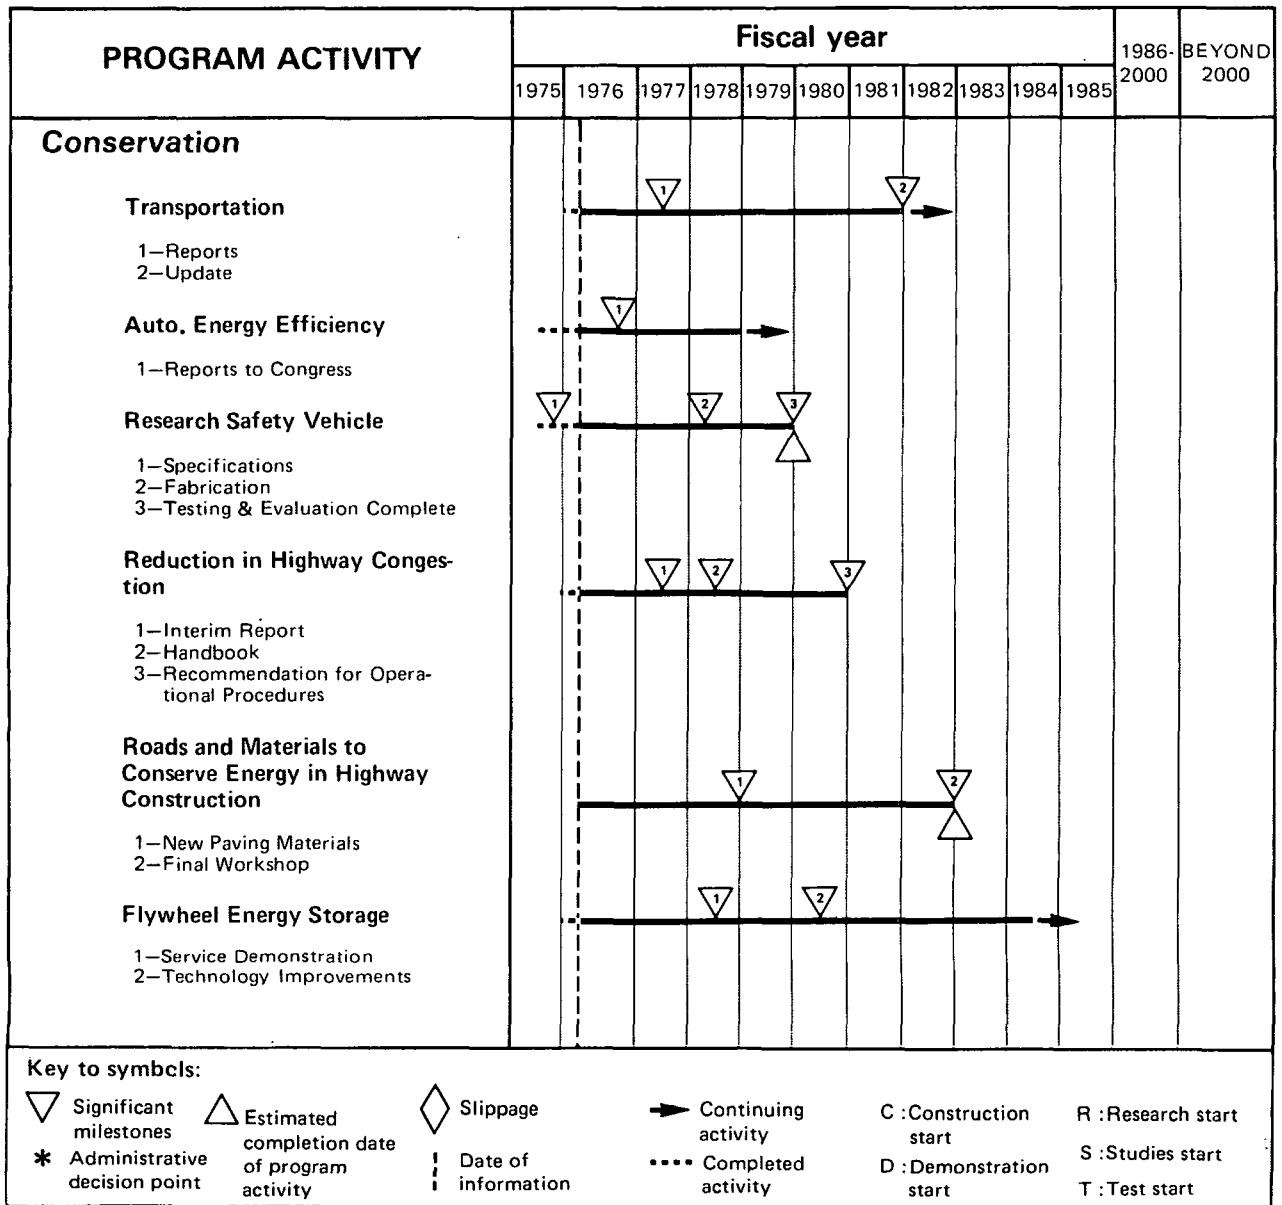 PROGRAM ACTIVITY
Fiscal year
1975 1976 1977 1978 1979 1980 1981 1982 1983 1984 1985
1986-
2000
BEYOND
2000
Conservation
Transportation
1
2
1—Reports
2—Update
Auto. Energy Efficiency
1
1—Reports to Congress
Research Safety Vehicle
1
2
3
1—Specifications
2—Fabrication
3—Testing & Evaluation Complete
Reduction in Highway Conges-
tion
1
2
3
1—Interim Report
2—Handbook
3—Recommendation for Opera-
tional Procedures
Roads and Materials to
Conserve Energy in Highway
Construction
1
2
1—New Paving Materials
2—Final Workshop
Flywheel Energy Storage
1
2
1—Service Demonstration
2—Technology Improvements
Key to symbols:
Significant
milestones
* Administrative
decision point
Estimated
completion date
of program
activity
Slippage
Date of
information
Continuing
activity
Completed
activity
C :Construction
start
D :Demonstration
start
R :Research start
S :Studies start
T :Test start